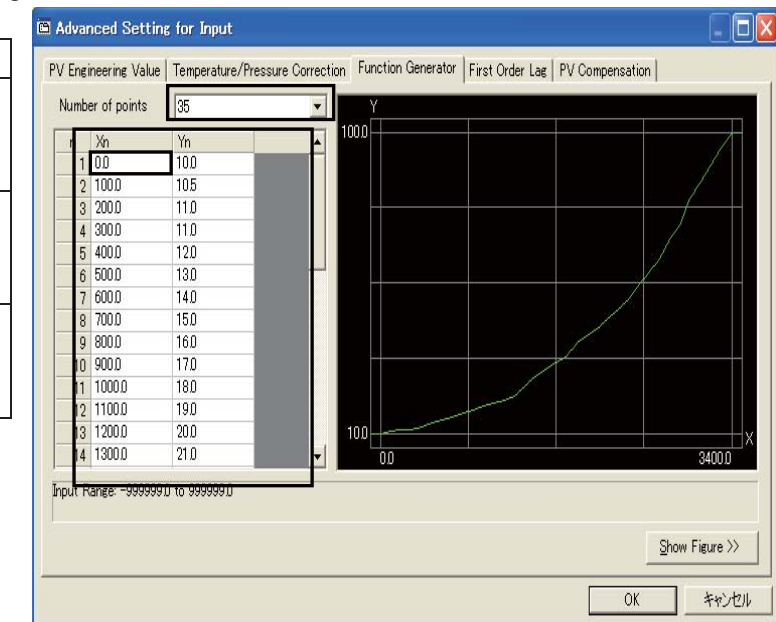 Advanced Setting for Input
PV Engineering Value Temperature/Pressure Correction Function Generator First Order Lag PV Compensation
Number of points 35
Xn Yn
1 0.0 10.0
2 100.0 10.5
3 200.0 11.0
4 300.0 11.0
5 400.0 12.0
6 500.0 13.0
7 600.0 14.0
8 700.0 15.0
9 800.0 16.0
10 900.0 17.0
11 1000.0 18.0
12 1100.0 19.0
13 1200.0 20.0
14 1300.0 21.0
Y
100.0
10.0
X
0.0 3400.0
Input Range: -999999.0 to 999999.0
Show Figure >>
OK キャンセル